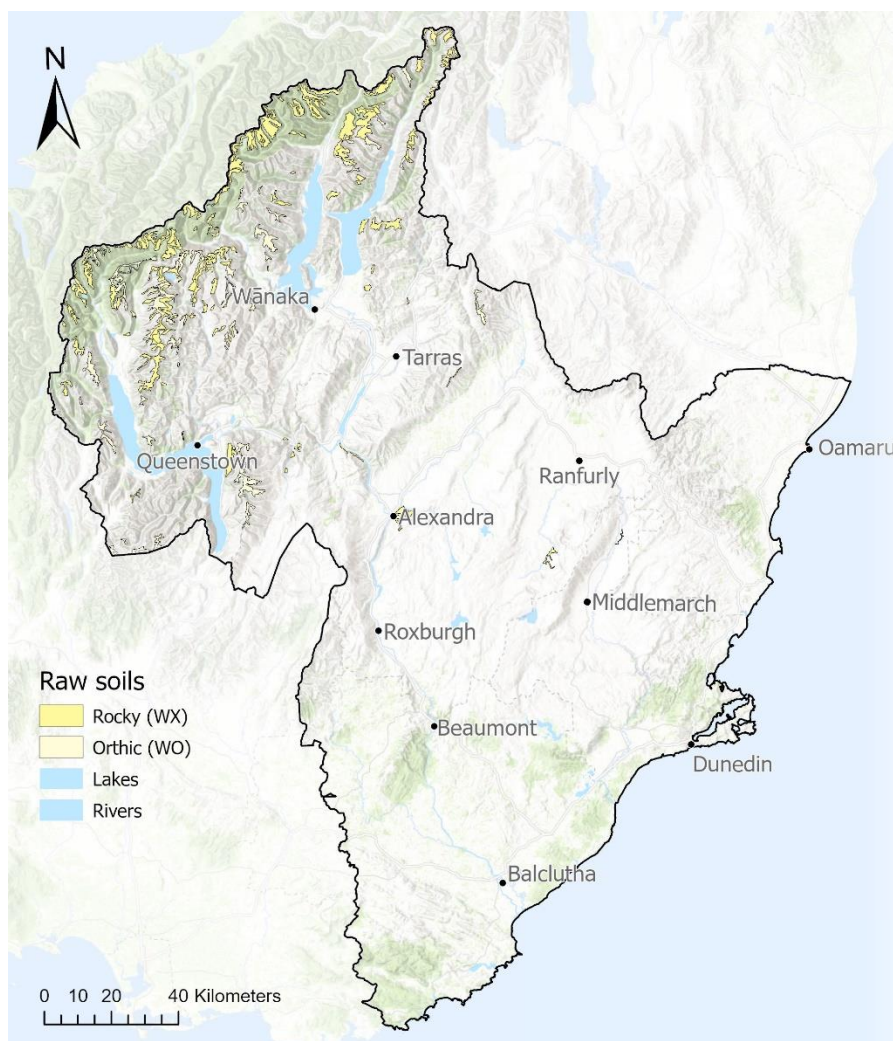 N
Wānaka
Tarras
Queenstown
Oamaru
Ranfurly
Alexandra
Middlemarch
Roxburgh
Raw soils
Rocky (WX)
Orthic (WO)
Lakes
Rivers
Beaumont
Dunedin
Balclutha
0 10 20 40 Kilometers